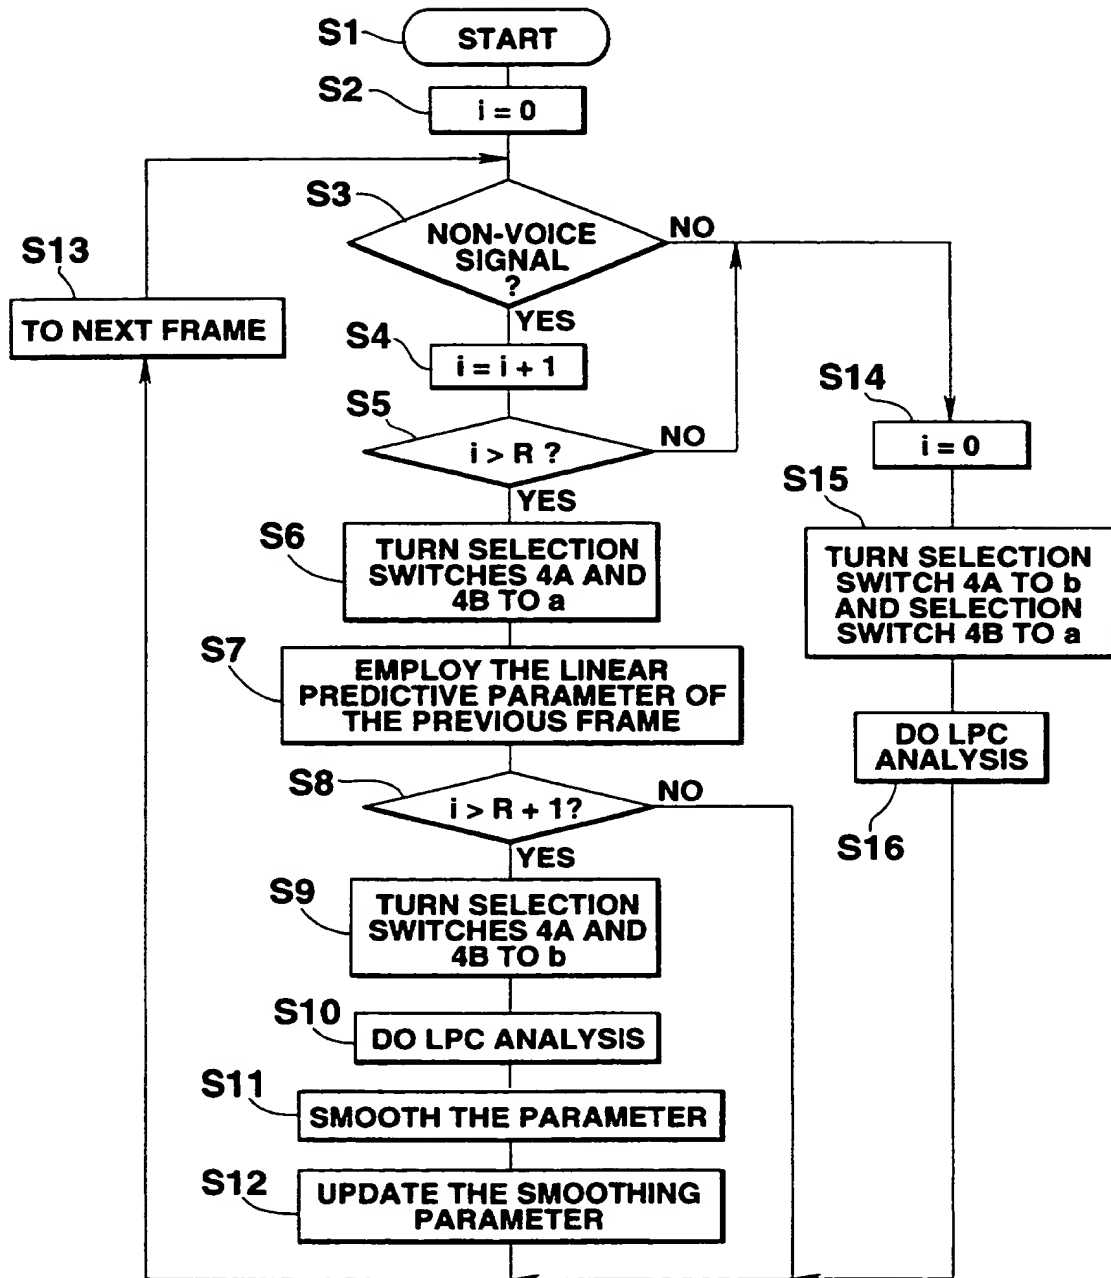 S1
START
S2
i = 0
S3
NON-VOICE
SIGNAL
?
NO
YES
S13
TO NEXT FRAME
S4
i = i + 1
S5
i > R ?
NO
YES
S14
i = 0
S15
TURN SELECTION
SWITCH 4A TO b
AND SELECTION
SWITCH 4B TO a
S6
TURN SELECTION
SWITCHES 4A AND
4B TO a
S7
EMPLOY THE LINEAR
PREDICTIVE PARAMETER OF
THE PREVIOUS FRAME
DO LPC
ANALYSIS
S16
S8
i > R + 1?
NO
YES
S9
TURN SELECTION
SWITCHES 4A AND
4B TO b
S10
DO LPC ANALYSIS
S11
SMOOTH THE PARAMETER
S12
UPDATE THE SMOOTHING
PARAMETER